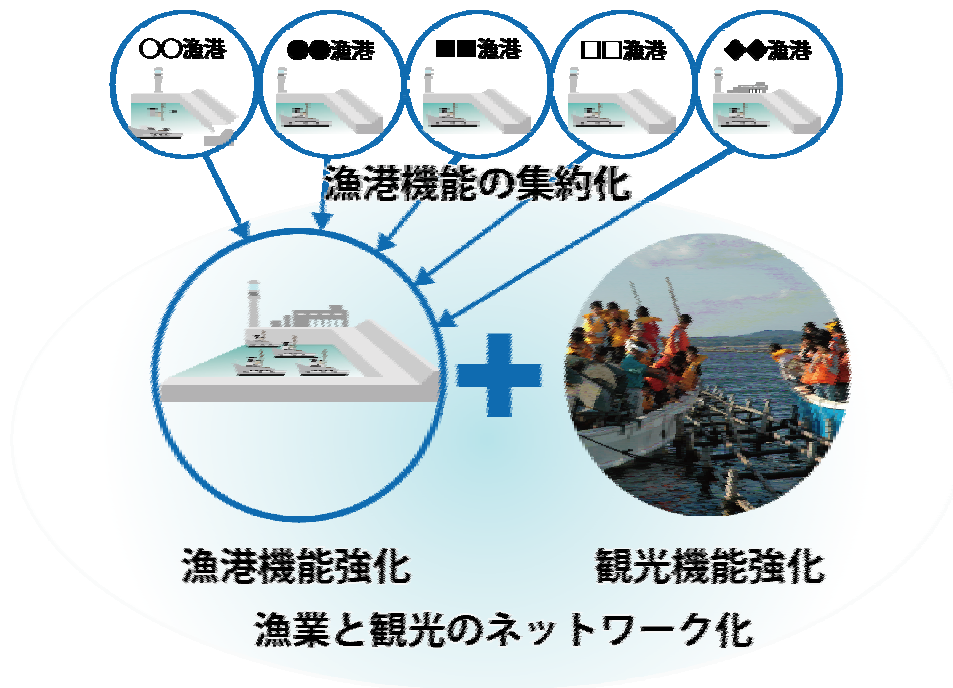 ○○漁港
●●漁港
■■漁港
□□漁港
◆◆漁港
漁港機能の集約化
漁港機能強化
観光機能強化
漁業と観光のネットワーク化